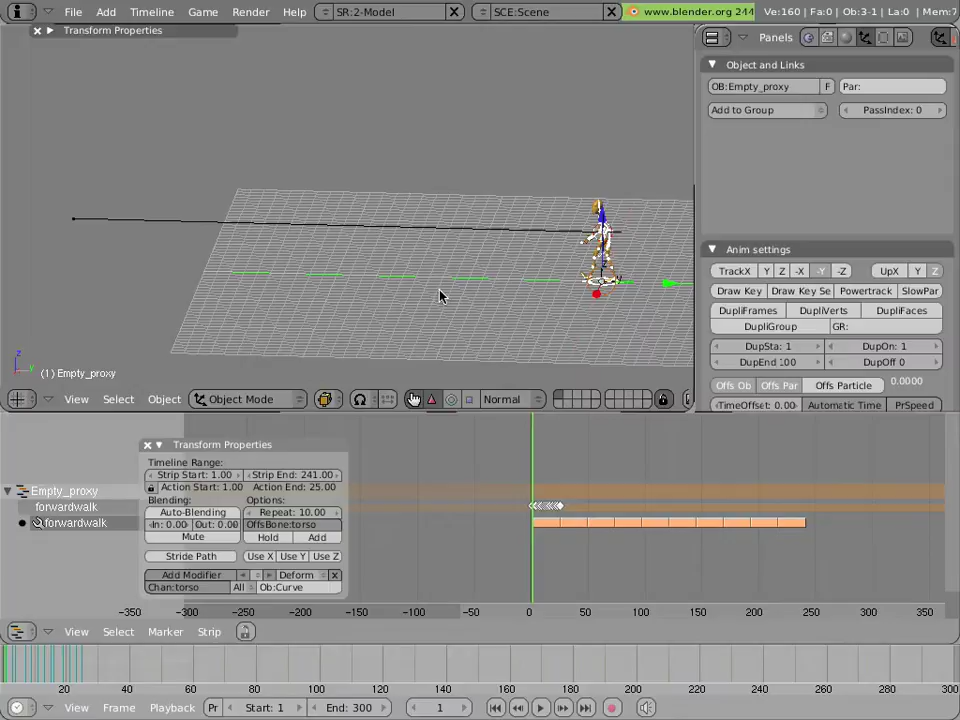 File Add Timeline Game Render Help SR:2-Model SCE:Scene www.blender.org 244 Ve:160 | Fa:0 | Ob:3-1 | La:0 | Mem:7
Transform Properties
Panels
Object and Links
OB:Empty_proxy F Par:
Add to Group PassIndex: 0
Anim settings
TrackX Y Z -X -Y -Z UpX Y Z
Draw Key Draw Key Se Powertrack SlowPar
DupliFrames DupliVerts DupliFaces
DupliGroup GR:
DupSta: 1 DupOn: 1
DupEnd 100 DupOff 0
Offs Ob Offs Par Offs Particle 0.0000
TimeOffset: 0.00 Automatic Time PrSpeed
z
y
(1) Empty_proxy
View Select Object Object Mode Normal
Transform Properties
Timeline Range:
Strip Start: 1.00 Strip End: 241.00
Action Start: 1.00 Action End: 25.00
Blending: Options:
Auto-Blending Repeat: 10.00
In: 0.00 Out: 0.00 OffsBone:torso
Mute Hold Add
Stride Path Use X Use Y Use Z
Add Modifier Deform x
Chan:torso All Ob:Curve
Empty_proxy
forwardwalk
forwardwalk
-350 -300 -250 -200 -150 -100 -50 0 50 100 150 200 250 300 350
View Select Marker Strip
20 40 60 80 100 120 140 160 180 200 220 240 260 280 300
View Frame Playback Pr Start: 1 End: 300 1